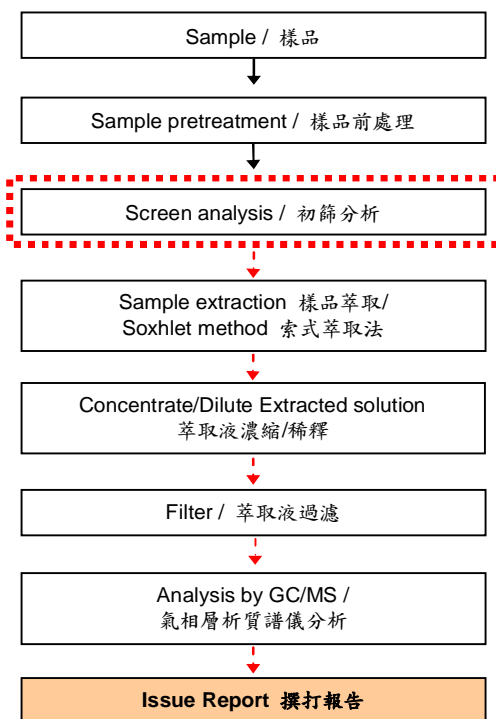 Sample / 樣品
Sample pretreatment / 樣品前處理
Screen analysis / 初篩分析
Sample extraction 樣品萃取/
Soxhlet method 索式萃取法
Concentrate/Dilute Extracted solution
萃取液濃縮/稀釋
Filter / 萃取液過濾
Analysis by GC/MS /
氣相層析質譜儀分析
Issue Report 撰打報告